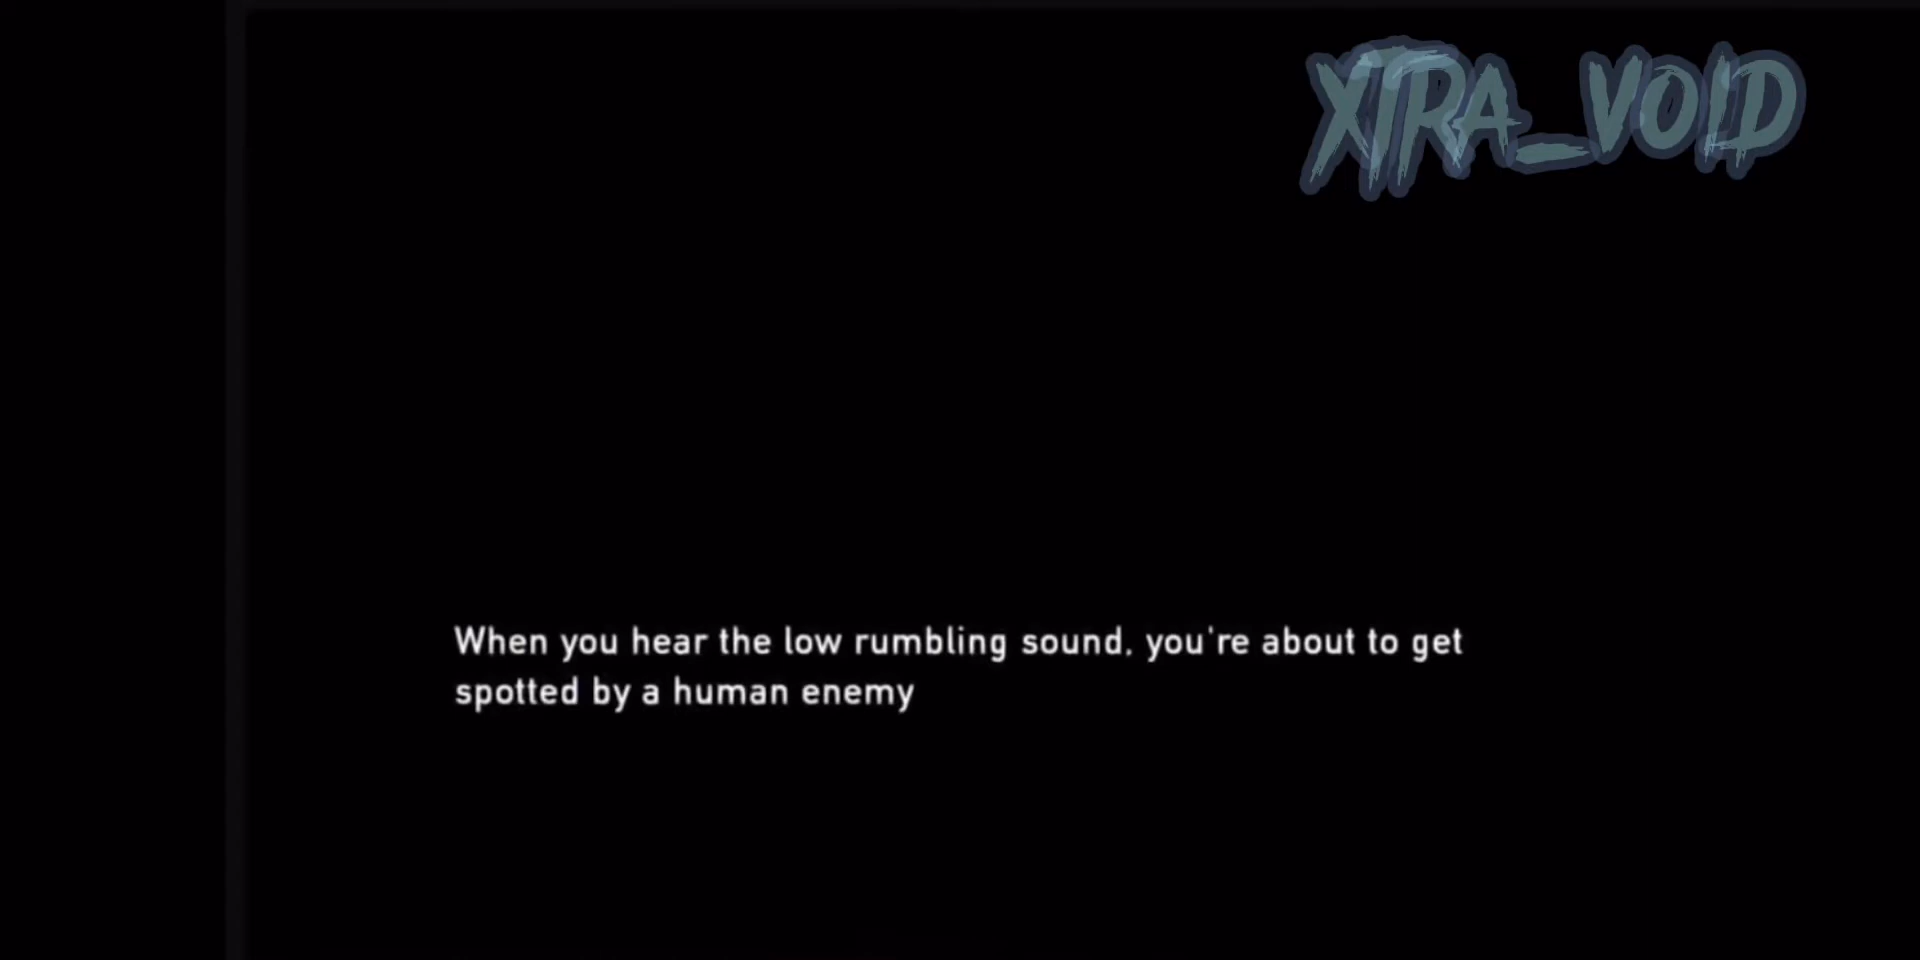 XTRA_VOID
When you hear the low rumbling sound, you're about to get
spotted by a human enemy